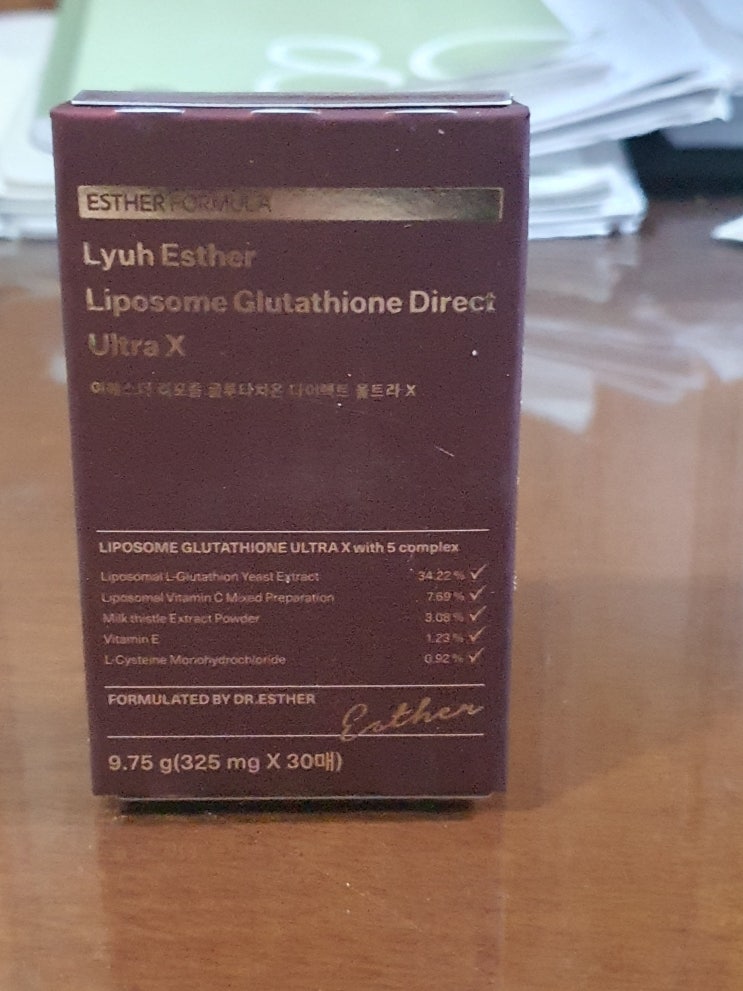 ESTHER FORMULA
Lyuh Esther
Liposome Glutathione Direct
Ultra X
여에스더 리포좀 글루타치온 다이렉트 울트라 X
LIPOSOME GLUTATHIONE ULTRA X with 5 complex
Liposomal L-Glutathion Yeast Extract 34.22 % ✓
Liposomal Vitamin C Mixed Preparation 7.69 % ✓
Milk thistle Extract Powder 3.08 % ✓
Vitamin E 1.23 % ✓
L-Cysteine Monohydrochloride 0.92 % ✓
FORMULATED BY DR.ESTHER
Esther
9.75 g(325 mg X 30매)